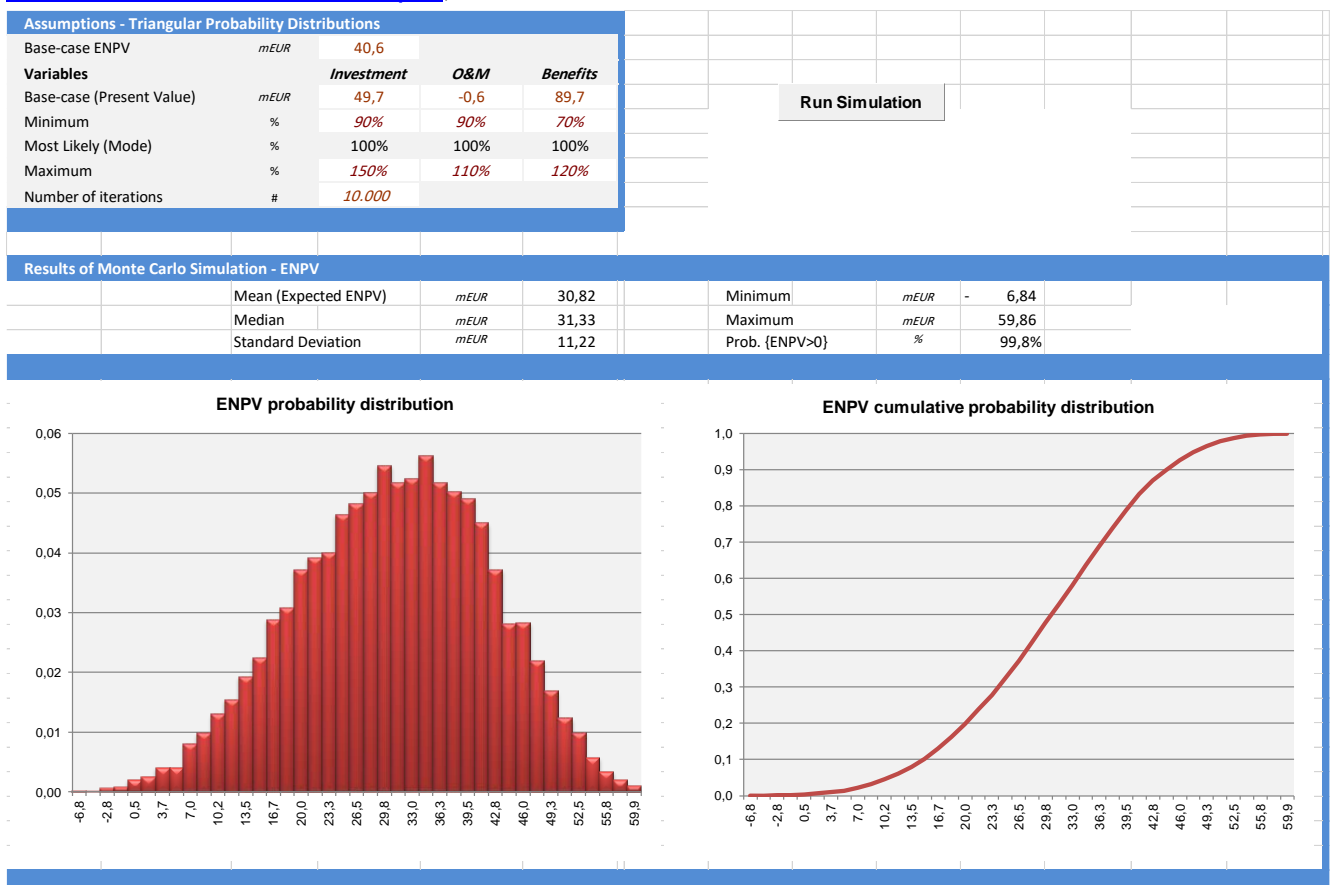 Assumptions - Triangular Probability Distributions
Base-case ENPV mEUR 40,6
Variables Investment O&M Benefits
Base-case (Present Value) mEUR 49,7 -0,6 89,7
Minimum % 90% 90% 70%
Most Likely (Mode) % 100% 100% 100%
Maximum % 150% 110% 120%
Number of iterations # 10.000
Run Simulation
Results of Monte Carlo Simulation - ENPV
Mean (Expected ENPV) mEUR 30,82 Minimum mEUR - 6,84
Median mEUR 31,33 Maximum mEUR 59,86
Standard Deviation mEUR 11,22 Prob. {ENPV>0} % 99,8%
ENPV probability distribution
0,06
0,05
0,04
0,03
0,02
0,01
0,00
-6,8 -2,8 0,5 3,7 7,0 10,2 13,5 16,7 20,0 23,3 26,5 29,8 33,0 36,3 39,5 42,8 46,0 49,3 52,5 55,8 59,9
ENPV cumulative probability distribution
1,0
0,9
0,8
0,7
0,6
0,5
0,4
0,3
0,2
0,1
0,0
-6,8 -2,8 0,5 3,7 7,0 10,2 13,5 16,7 20,0 23,3 26,5 29,8 33,0 36,3 39,5 42,8 46,0 49,3 52,5 55,8 59,9